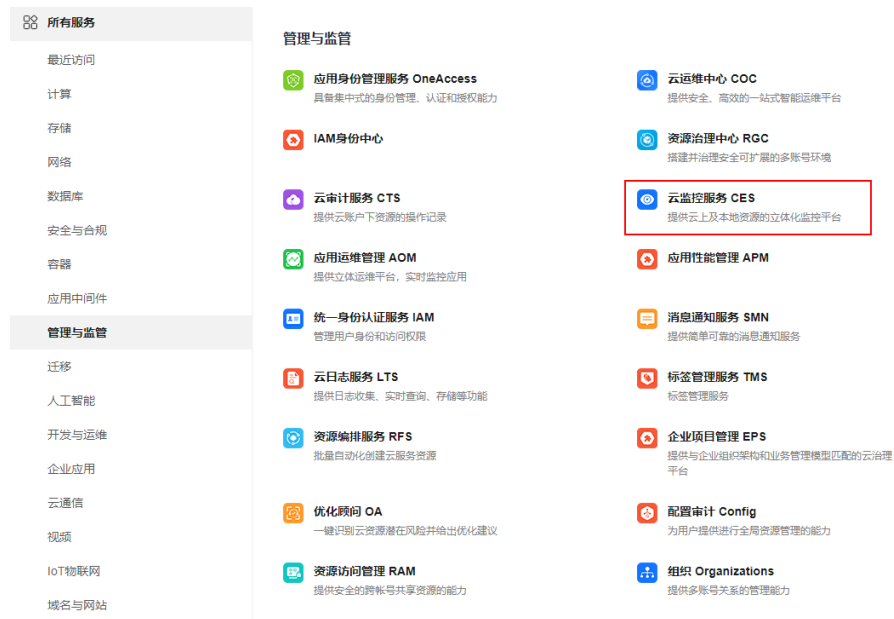 所有服务
最近访问
计算
存储
网络
数据库
安全与合规
容器
应用中间件
管理与监管
迁移
人工智能
开发与运维
企业应用
云通信
视频
IoT物联网
域名与网站
管理与监管
应用身份管理服务 OneAccess
具备集中式的身份管理、认证和授权能力
云运维中心 COC
提供安全、高效的一站式智能运维平台
IAM身份中心
资源治理中心 RGC
搭建并治理安全可扩展的多账号环境
云审计服务 CTS
提供云账户下资源的操作记录
云监控服务 CES
提供云上及本地资源的立体化监控平台
应用运维管理 AOM
提供立体运维平台，实时监控应用
应用性能管理 APM
统一身份认证服务 IAM
管理用户身份和访问权限
消息通知服务 SMN
提供简单可靠的消息通知服务
云日志服务 LTS
提供日志收集、实时查询、存储等功能
标签管理服务 TMS
标签管理服务
资源编排服务 RFS
批量自动化创建云服务资源
企业项目管理 EPS
提供与企业组织架构和业务管理模型匹配的云治理
平台
优化顾问 OA
一键识别云资源潜在风险并给出优化建议
配置审计 Config
为用户提供进行全局资源管理的能力
资源访问管理 RAM
提供安全的跨帐号共享资源的能力
组织 Organizations
提供多账号关系的管理能力